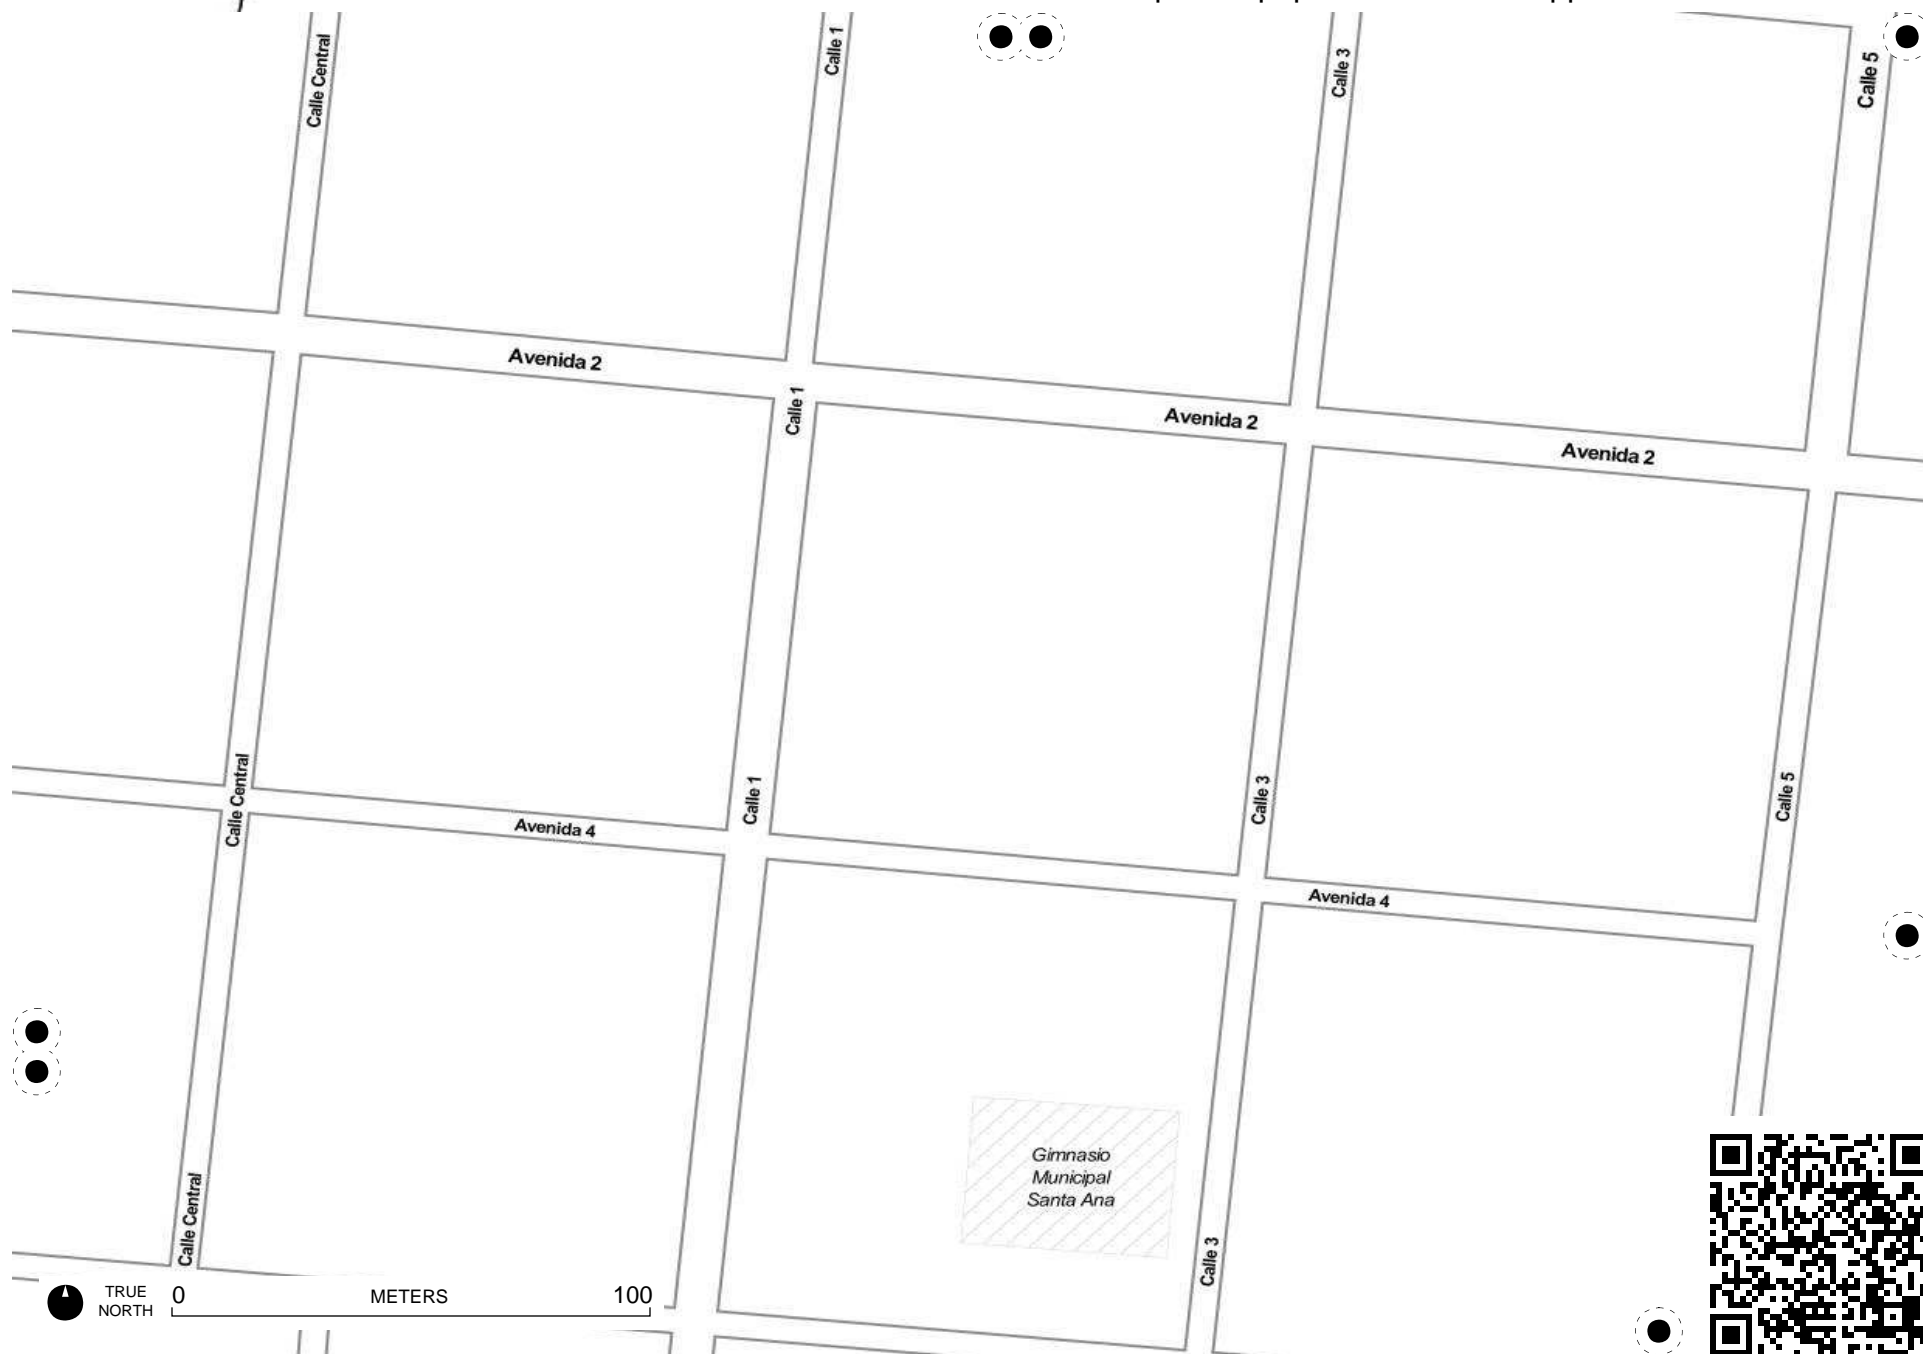 Calle Central
Calle 1
Calle 3
Calle 5
Avenida 2
Calle 1
Avenida 2
Avenida 2
Calle Central
Calle 1
Calle 3
Calle 5
Avenida 4
Avenida 4
Gimnasio
Municipal
Santa Ana
Calle Central
Calle 3
TRUE
NORTH
0 METERS 100